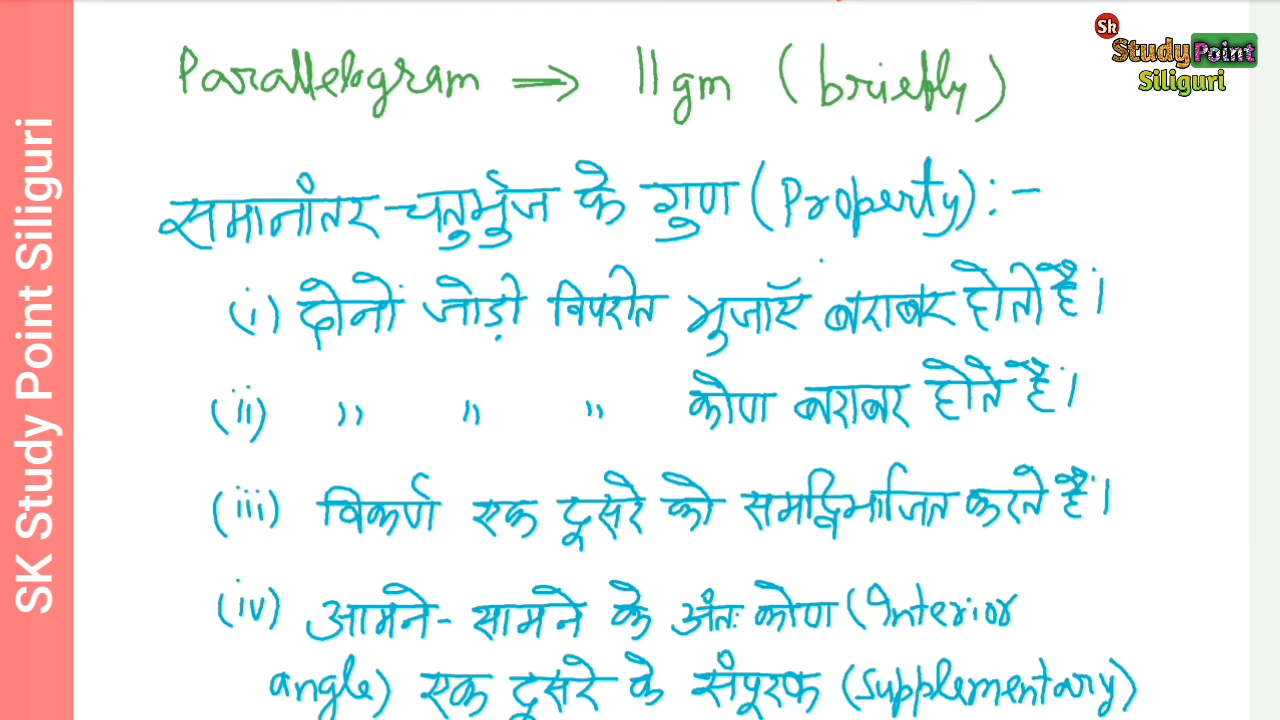 Sk
Study Point
Siliguri
SK Study Point Siliguri
Parallelogram ⇒ ||gm (briefly)
समानांतर चतुर्भुज के गुण (Property):-
(i) दोनों जोड़ी विपरीत भुजाएँ बराबर होती हैं।
(ii) " " " कोण बराबर होते हैं।
(iii) विकर्ण एक दूसरे को समद्विभाजित करते हैं।
(iv) आमने-सामने के अंतः कोण (Interior
angle) एक दूसरे के संपूरक (supplementary)